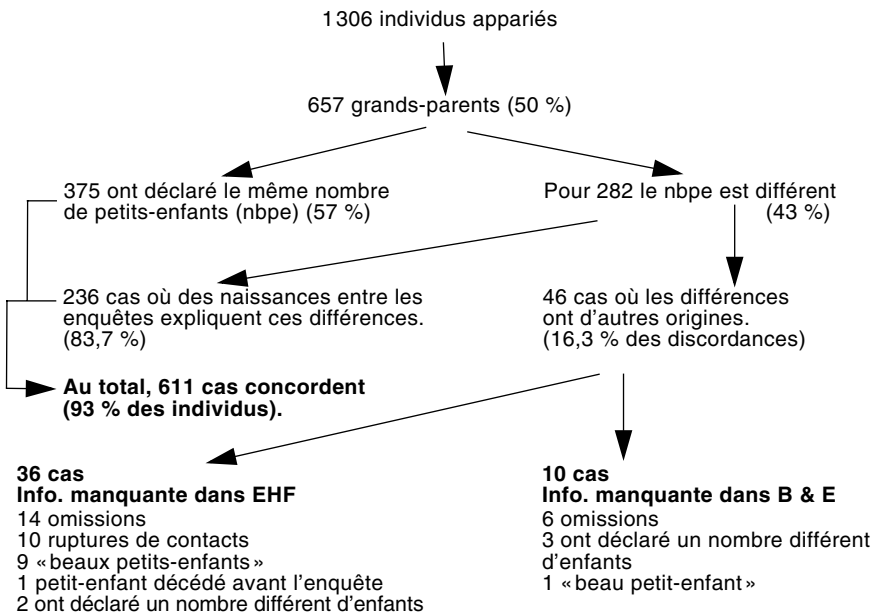 1306 individus appariés
657 grands-parents (50 %)
375 ont déclaré le même nombre
de petits-enfants (nbpe) (57 %)
Pour 282 le nbpe est différent
(43 %)
236 cas où des naissances entre les
enquêtes expliquent ces différences.
(83,7 %)
46 cas où les différences
ont d'autres origines.
(16,3 % des discordances)
Au total, 611 cas concordent
(93 % des individus).
36 cas
Info. manquante dans EHF
14 omissions
10 ruptures de contacts
9 «beaux petits-enfants»
1 petit-enfant décédé avant l'enquête
2 ont déclaré un nombre différent d'enfants
10 cas
Info. manquante dans B & E
6 omissions
3 ont déclaré un nombre différent
d'enfants
1 «beau petit-enfant»